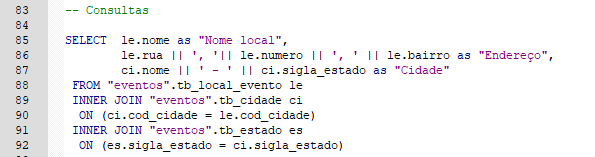 83 -- Consultas
84
85 SELECT le.nome as "Nome local",
86 le.rua || ', '|| le.numero || ', ' || le.bairro as "Endereço",
87 ci.nome || ' - ' || ci.sigla_estado as "Cidade"
88 FROM "eventos".tb_local_evento le
89 INNER JOIN "eventos".tb_cidade ci
90 ON (ci.cod_cidade = le.cod_cidade)
91 INNER JOIN "eventos".tb_estado es
92 ON (es.sigla_estado = ci.sigla_estado)